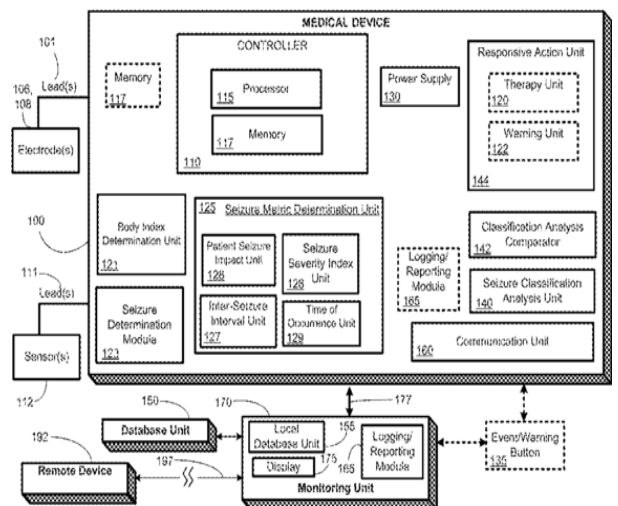 MEDICAL DEVICE
101
Lead(s)
106,
108
Electrode(s)
Memory
117
CONTROLLER
Processor
115
Memory
117
110
Power Supply
130
Responsive Action Unit
Therapy Unit
120
Warning Unit
122
144
100
Body Index
Determination Unit
121
125 Seizure Metric Determination Unit
Patient Seizure
Impact Unit
128
Seizure
Severity Index
Unit
126
Inter-Seizure
Interval Unit
127
Time of
Occurrence Unit
129
Classification Analysis
Comparator
142
Logging/
Reporting
Module
165
Seizure Classification
Analysis Unit
140
Communication Unit
160
111
Lead(s)
Seizure
Determination
Module
123
Sensor(s)
112
150
Database Unit
170
177
192
Remote Device
197
Local
Database Unit
155
Display
175
Logging/
Reporting
Module
165
Monitoring Unit
Event/Warning
Button
135